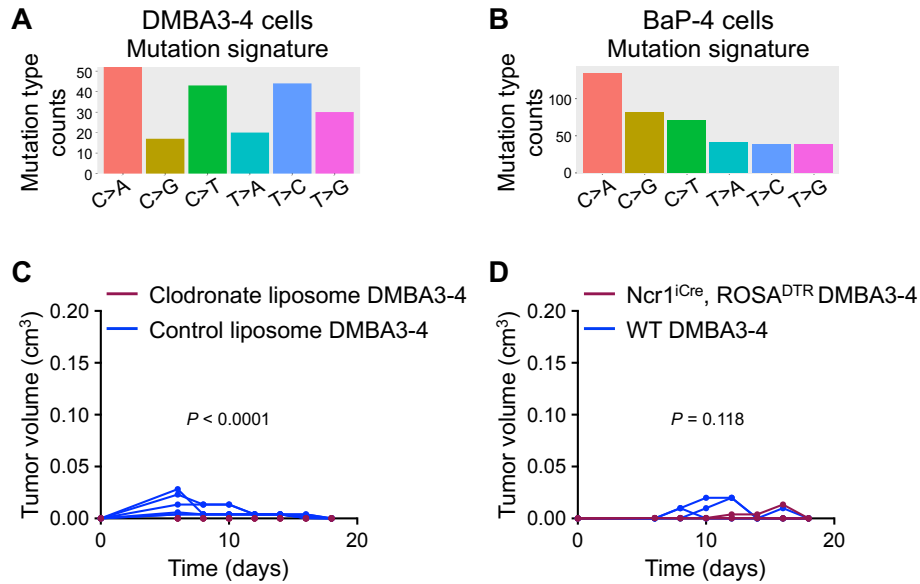 A
DMBA3-4 cells
Mutation signature
Mutation type
counts
50
40
30
20
10
0
C>A
C>G
C>T
T>A
T>C
T>G
B
BaP-4 cells
Mutation signature
Mutation type
counts
100
50
0
C>A
C>G
C>T
T>A
T>C
T>G
C
Clodronate liposome DMBA3-4
Control liposome DMBA3-4
Tumor volume (cm³)
0.20
0.15
0.10
0.05
0.00
P < 0.0001
0
10
20
Time (days)
D
Ncr1iCre, ROSADTR DMBA3-4
WT DMBA3-4
Tumor volume (cm³)
0.20
0.15
0.10
0.05
0.00
P = 0.118
0
10
20
Time (days)